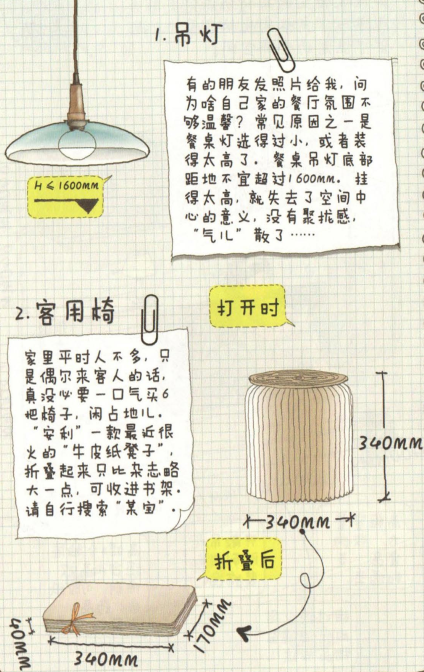 1.吊灯
有的朋友发照片给我，问
为啥自己家的餐厅氛围不
够温馨？常见原因之一是
餐桌灯选得过小，或者装
得太高了。餐桌吊灯底部
距地不宜超过1600mm。挂
得太高，就失去了空间中
心的意义，没有聚拢感，
“气儿”散了……
H≤1600MM
2.客用椅
打开时
家里平时人不多，只
是偶尔来客人的话，
真没必要一口气买6
把椅子，闲占地儿。
“安利”一款最近很
火的“牛皮纸凳子”，
折叠起来只比杂志略
大一点，可收进书架。
请自行搜索“某宝”。
340MM
340MM
折叠后
40MM
340MM
170MM